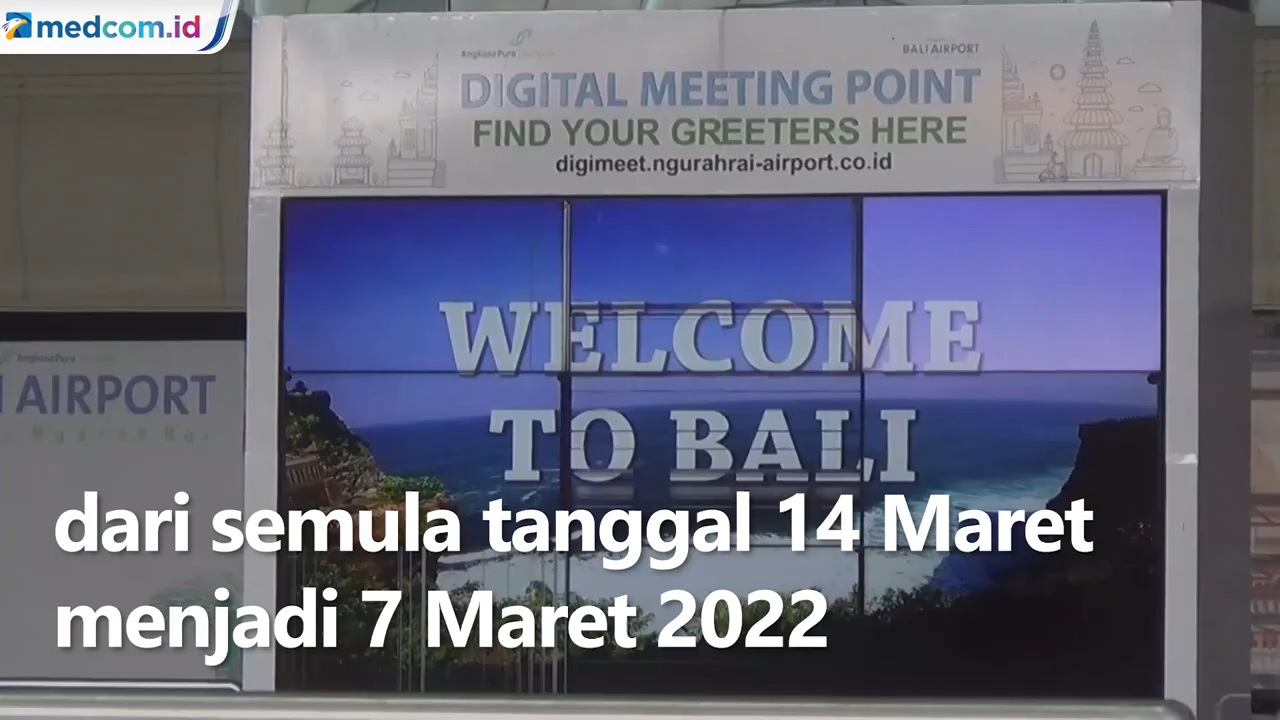 medcom.id
AngkasaPura
BALI AIRPORT
DIGITAL MEETING POINT
FIND YOUR GREETERS HERE
digimeet.ngurahrai-airport.co.id
WELCOME
TO BALI
AngkasaPura
I AIRPORT
dari semula tanggal 14 Maret
menjadi 7 Maret 2022